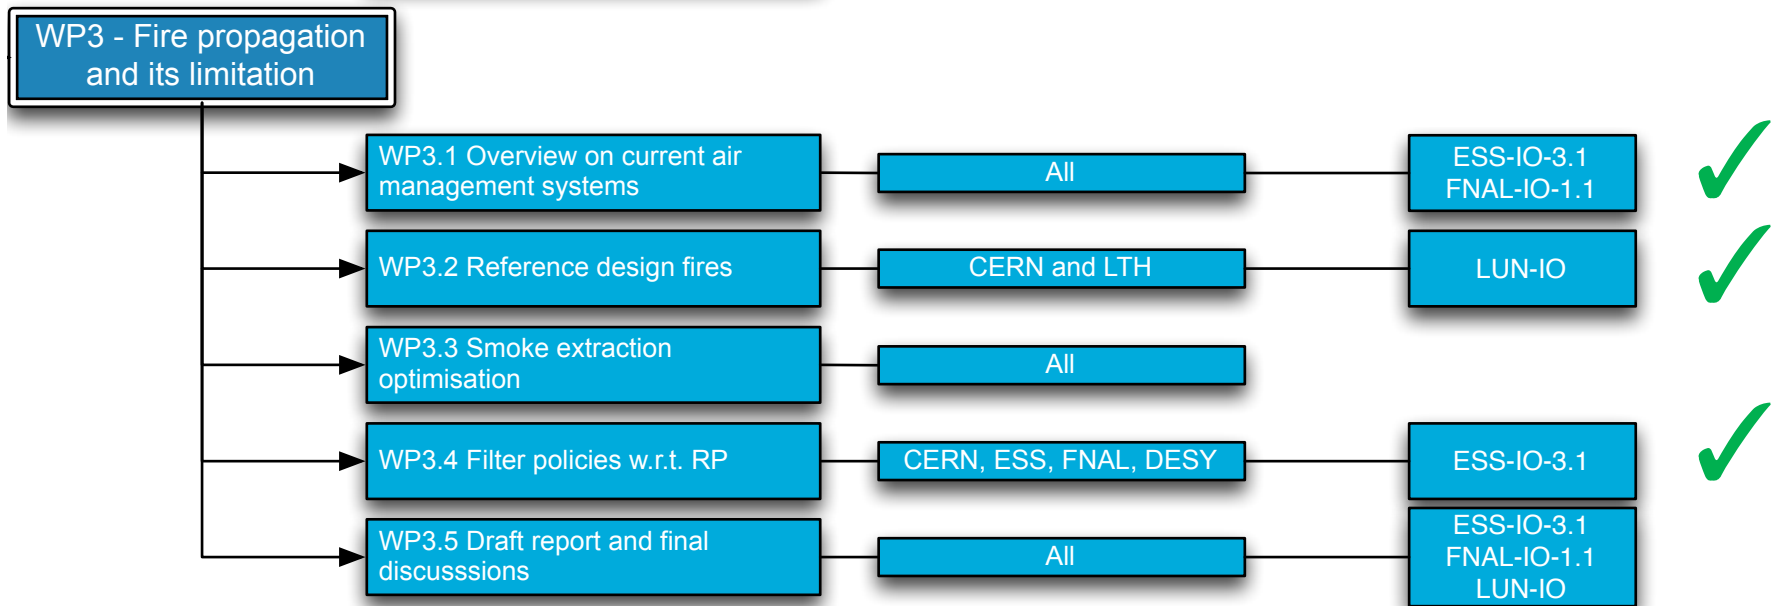 WP3 - Fire propagation
and its limitation
WP3.1 Overview on current air
management systems
All
ESS-IO-3.1
FNAL-IO-1.1
WP3.2 Reference design fires
CERN and LTH
LUN-IO
WP3.3 Smoke extraction
optimisation
All
WP3.4 Filter policies w.r.t. RP
CERN, ESS, FNAL, DESY
ESS-IO-3.1
WP3.5 Draft report and final
discusssions
All
ESS-IO-3.1
FNAL-IO-1.1
LUN-IO